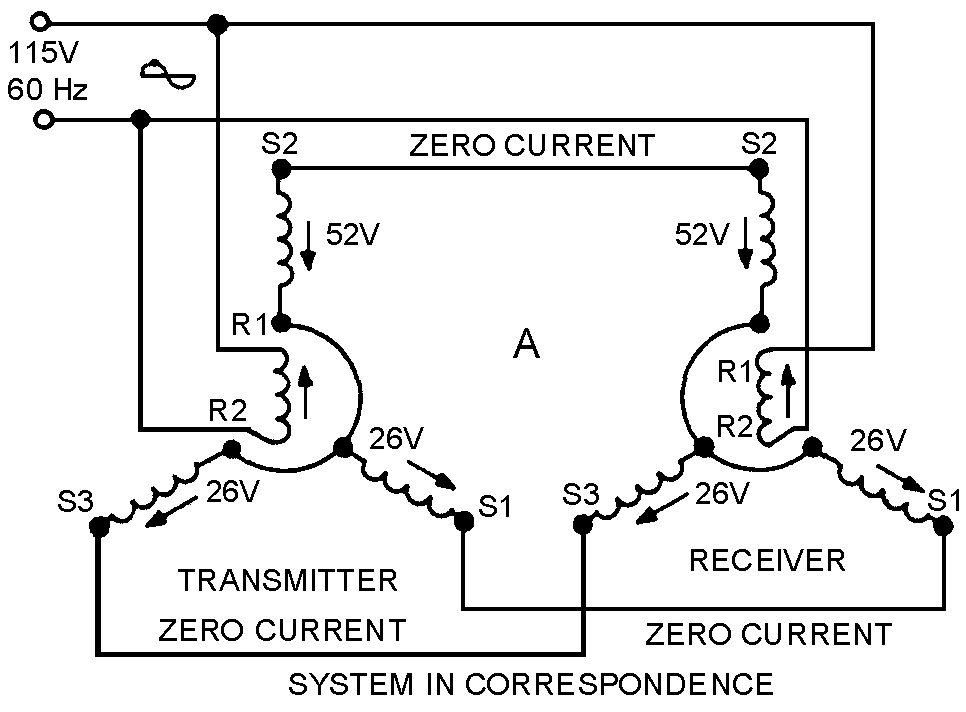 115V
60 Hz
S2
ZERO CURRENT
S2
52V
52V
R1
A
R1
R2
R2
26V
26V
S3
26V
S1
S3
26V
S1
TRANSMITTER
RECEIVER
ZERO CURRENT
ZERO CURRENT
SYSTEM IN CORRESPONDENCE